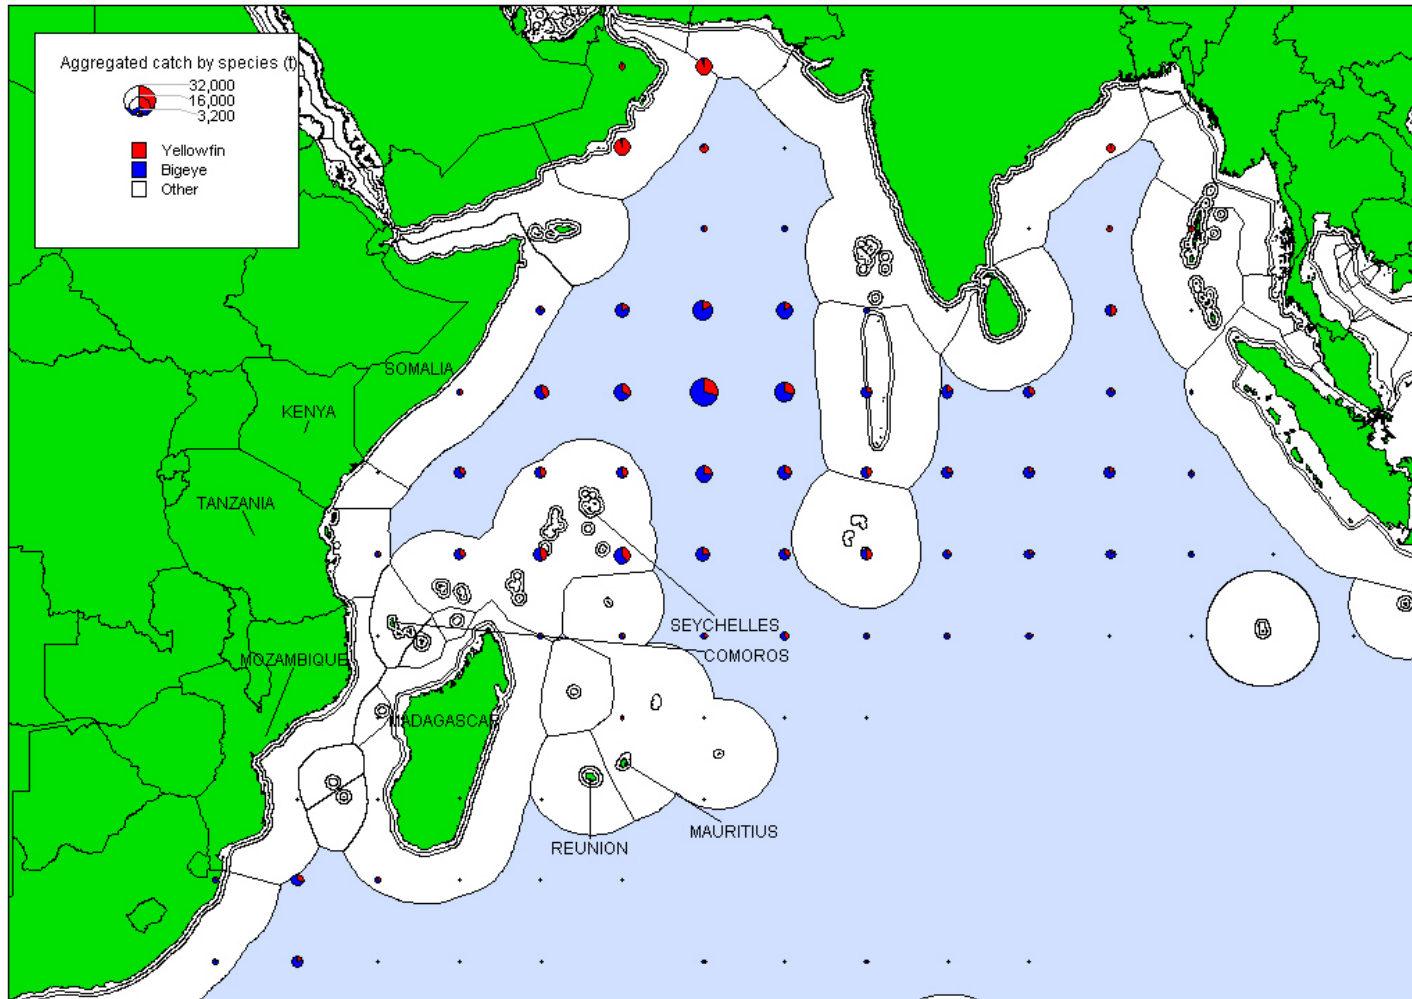 Aggregated catch by species (t)
32,000
16,000
3,200
Yellowfin
Bigeye
Other
SOMALIA
KENYA
TANZANIA
SEYCHELLES
COMOROS
MOZAMBIQUE
MADAGASCAR
MAURITIUS
REUNION